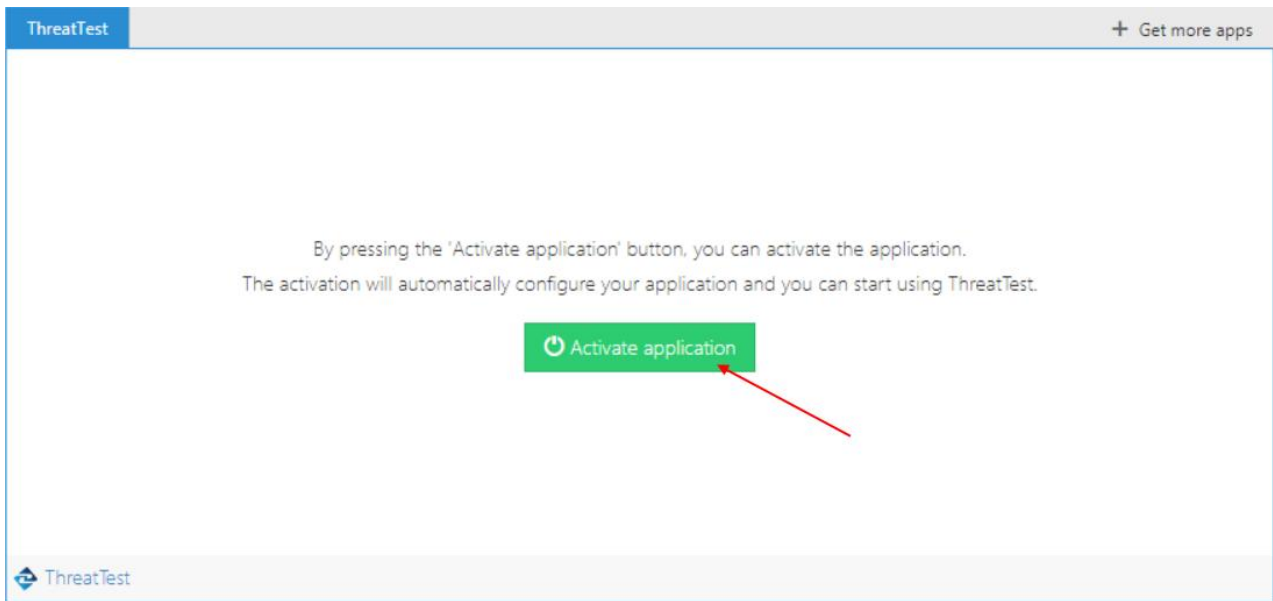 ThreatTest
+ Get more apps
By pressing the 'Activate application' button, you can activate the application.
The activation will automatically configure your application and you can start using ThreatTest.
Activate application
ThreatTest